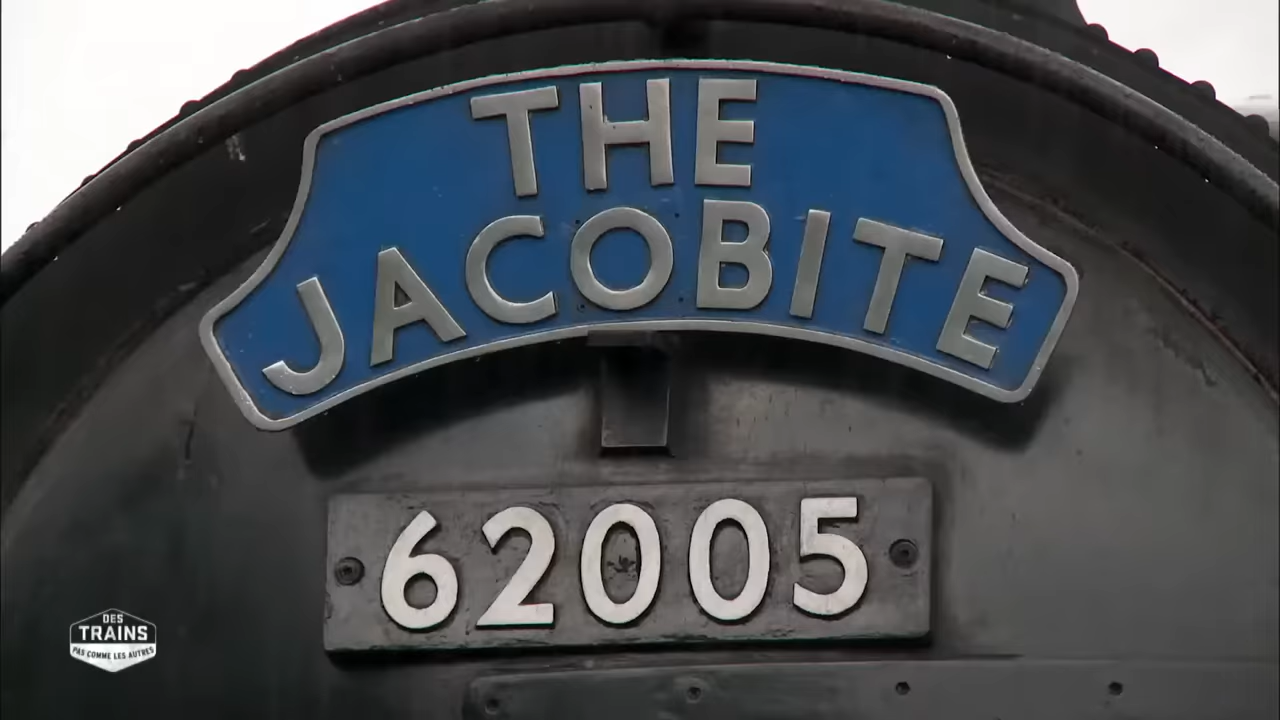 THE
JACOBITE
62005
DES
TRAINS
PAS COMME LES AUTRES